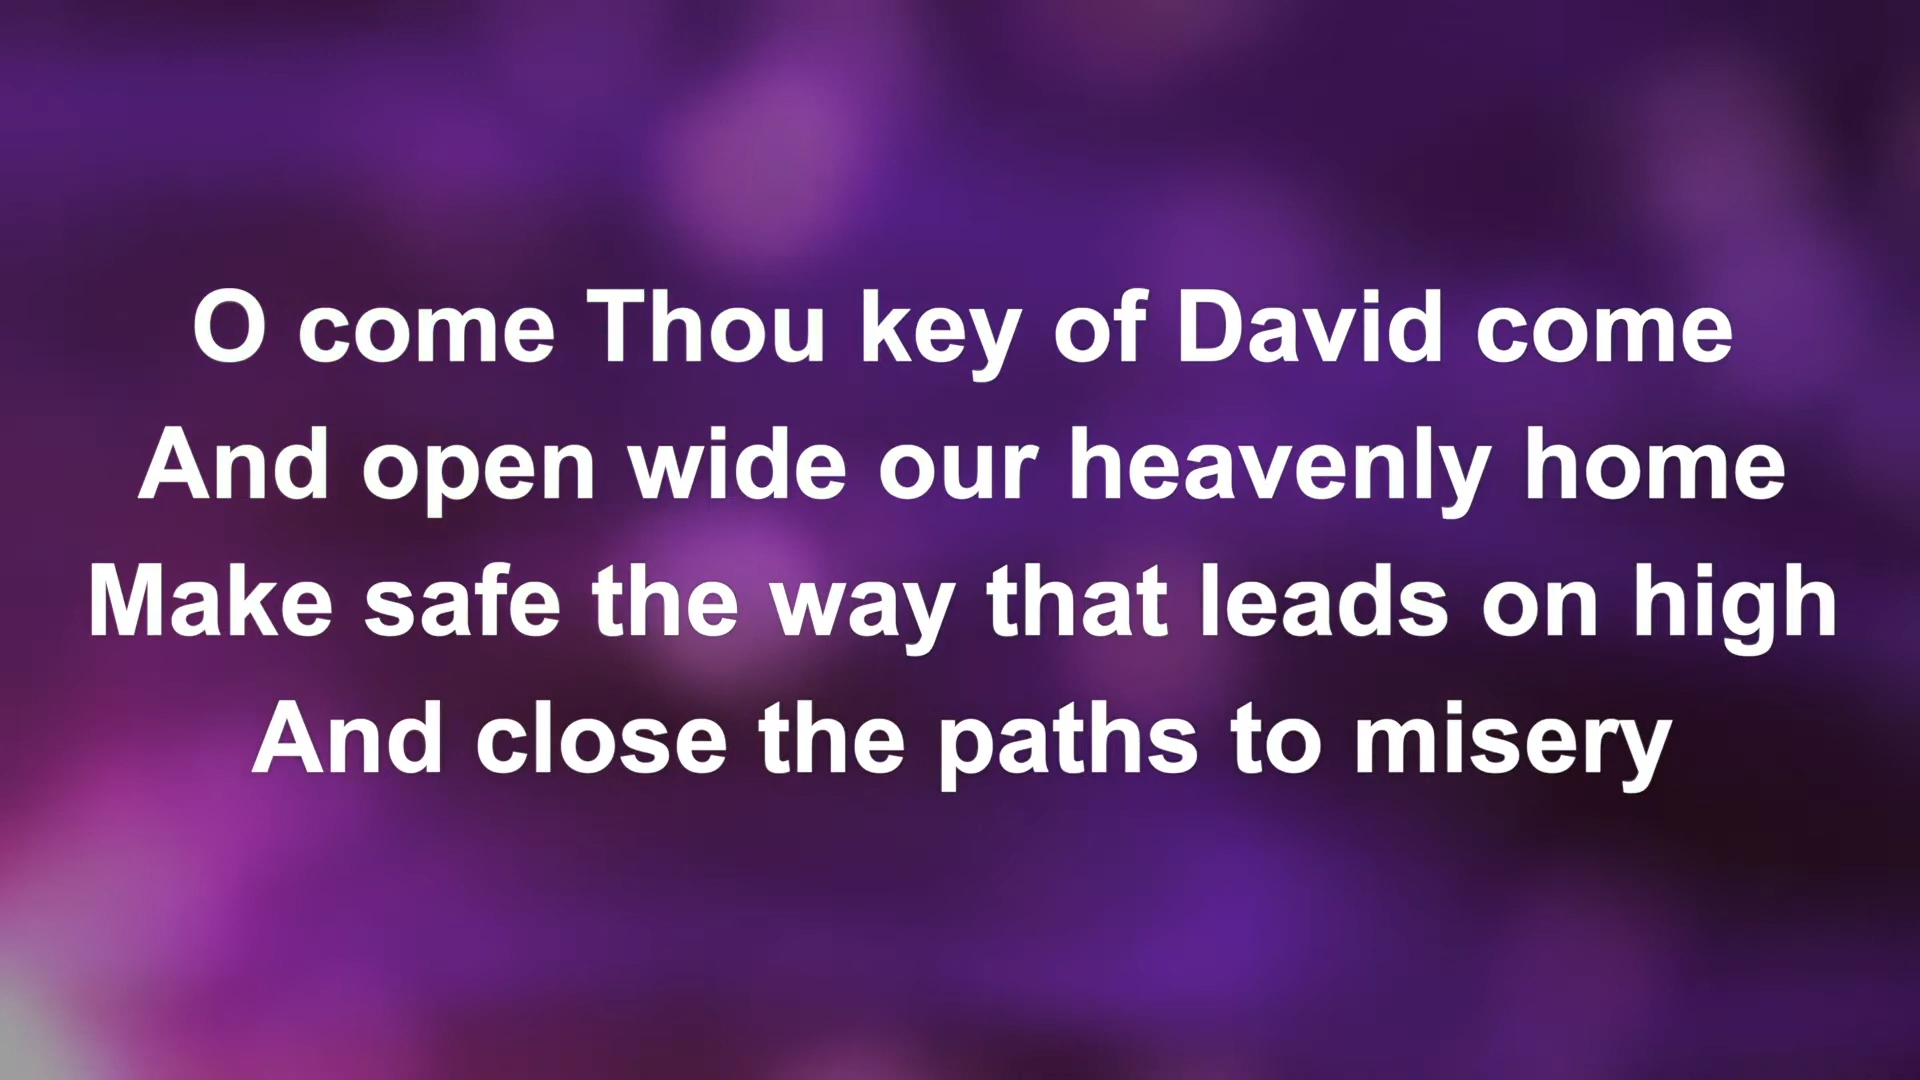 O come Thou key of David come
And open wide our heavenly home
Make safe the way that leads on high
And close the paths to misery